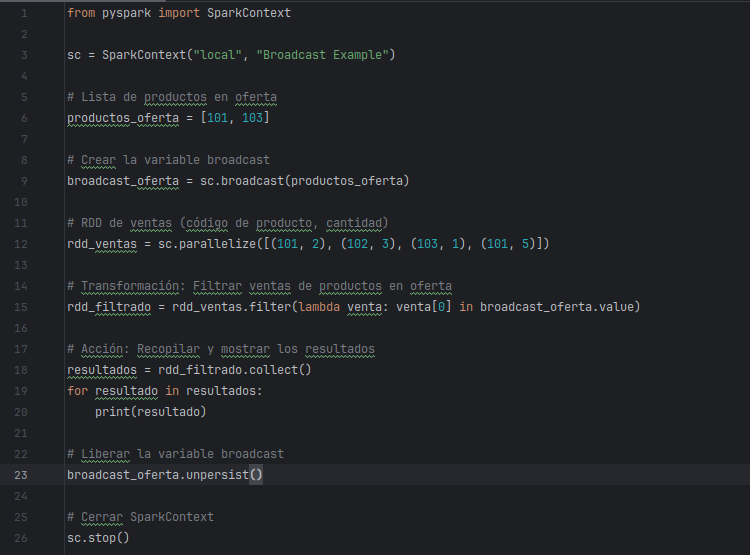 1 from pyspark import SparkContext
2
3 sc = SparkContext("local", "Broadcast Example")
4
5 # Lista de productos en oferta
6 productos_oferta = [101, 103]
7
8 # Crear la variable broadcast
9 broadcast_oferta = sc.broadcast(productos_oferta)
10
11 # RDD de ventas (código de producto, cantidad)
12 rdd_ventas = sc.parallelize([(101, 2), (102, 3), (103, 1), (101, 5)])
13
14 # Transformación: Filtrar ventas de productos en oferta
15 rdd_filtrado = rdd_ventas.filter(lambda venta: venta[0] in broadcast_oferta.value)
16
17 # Acción: Recopilar y mostrar los resultados
18 resultados = rdd_filtrado.collect()
19 for resultado in resultados:
20     print(resultado)
21
22 # Liberar la variable broadcast
23 broadcast_oferta.unpersist()
24
25 # Cerrar SparkContext
26 sc.stop()